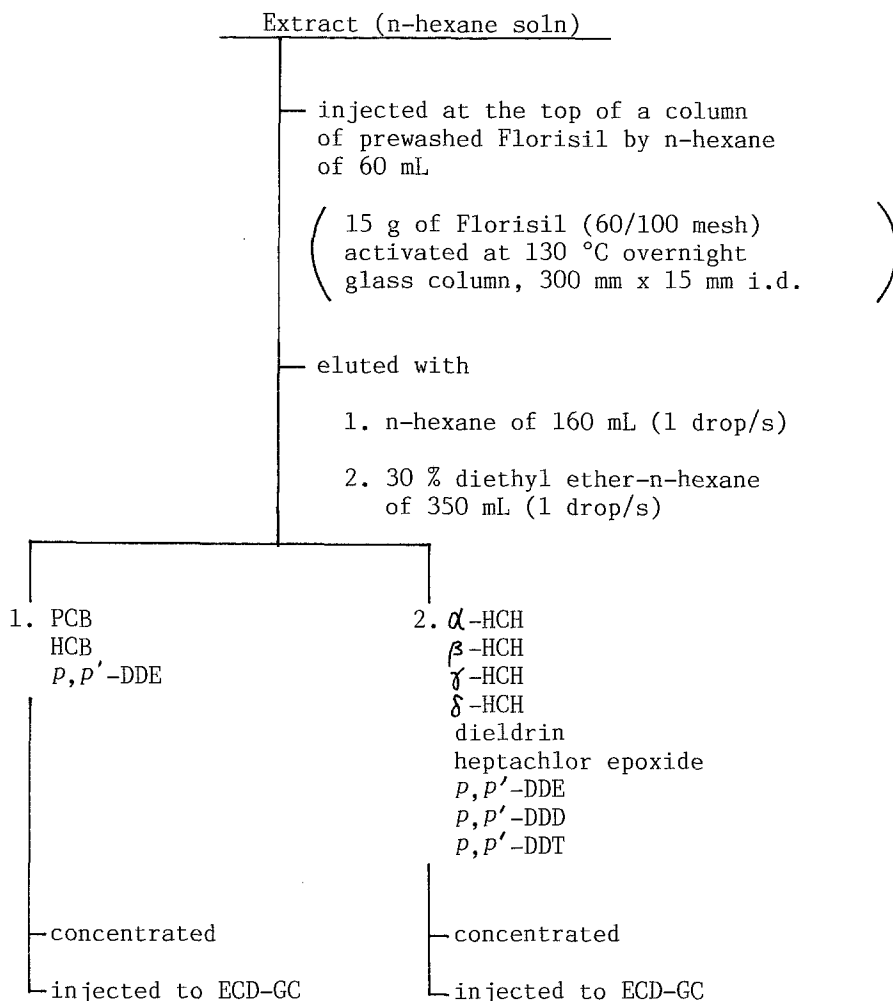 Extract (n-hexane soln)
injected at the top of a column
of prewashed Florisil by n-hexane
of 60 mL
15 g of Florisil (60/100 mesh)
activated at 130 °C overnight
glass column, 300 mm x 15 mm i.d.
eluted with
1. n-hexane of 160 mL (1 drop/s)
2. 30 % diethyl ether-n-hexane
of 350 mL (1 drop/s)
1. PCB
HCB
p,p'-DDE
concentrated
injected to ECD-GC
2. α-HCH
β-HCH
γ-HCH
δ-HCH
dieldrin
heptachlor epoxide
p,p'-DDE
p,p'-DDD
p,p'-DDT
concentrated
injected to ECD-GC